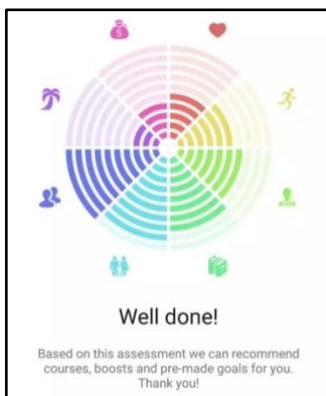 Well done!
Based on this assessment we can recommend
courses, boosts and pre-made goals for you.
Thank you!